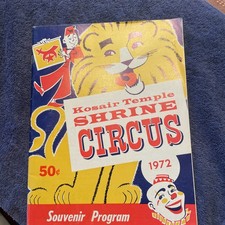 Kosair Temple
SHRINE
CIRCUS
50¢
1972
Souvenir Program